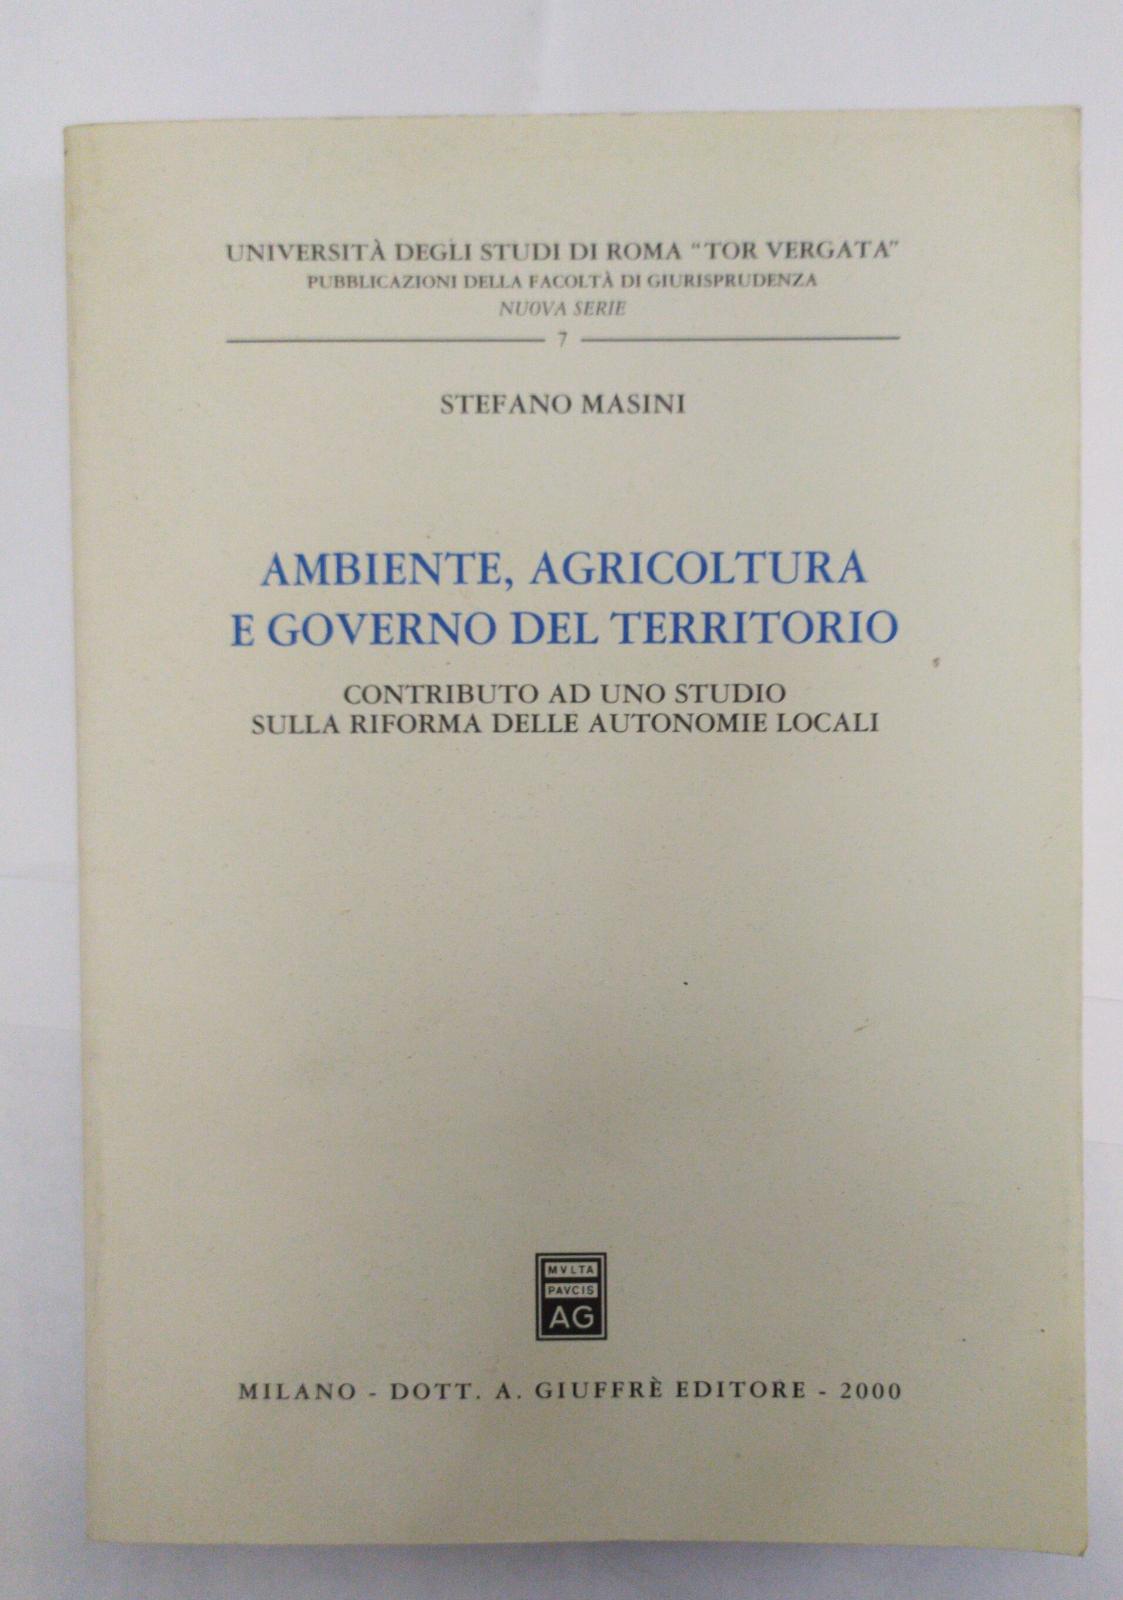 UNIVERSITÀ DEGLI STUDI DI ROMA "TOR VERGATA"
PUBBLICAZIONI DELLA FACOLTÀ DI GIURISPRUDENZA
NUOVA SERIE
7
STEFANO MASINI
AMBIENTE, AGRICOLTURA
E GOVERNO DEL TERRITORIO
CONTRIBUTO AD UNO STUDIO
SULLA RIFORMA DELLE AUTONOMIE LOCALI
MVLTA
PAVCIS
AG
MILANO - DOTT. A. GIUFFRÈ EDITORE - 2000